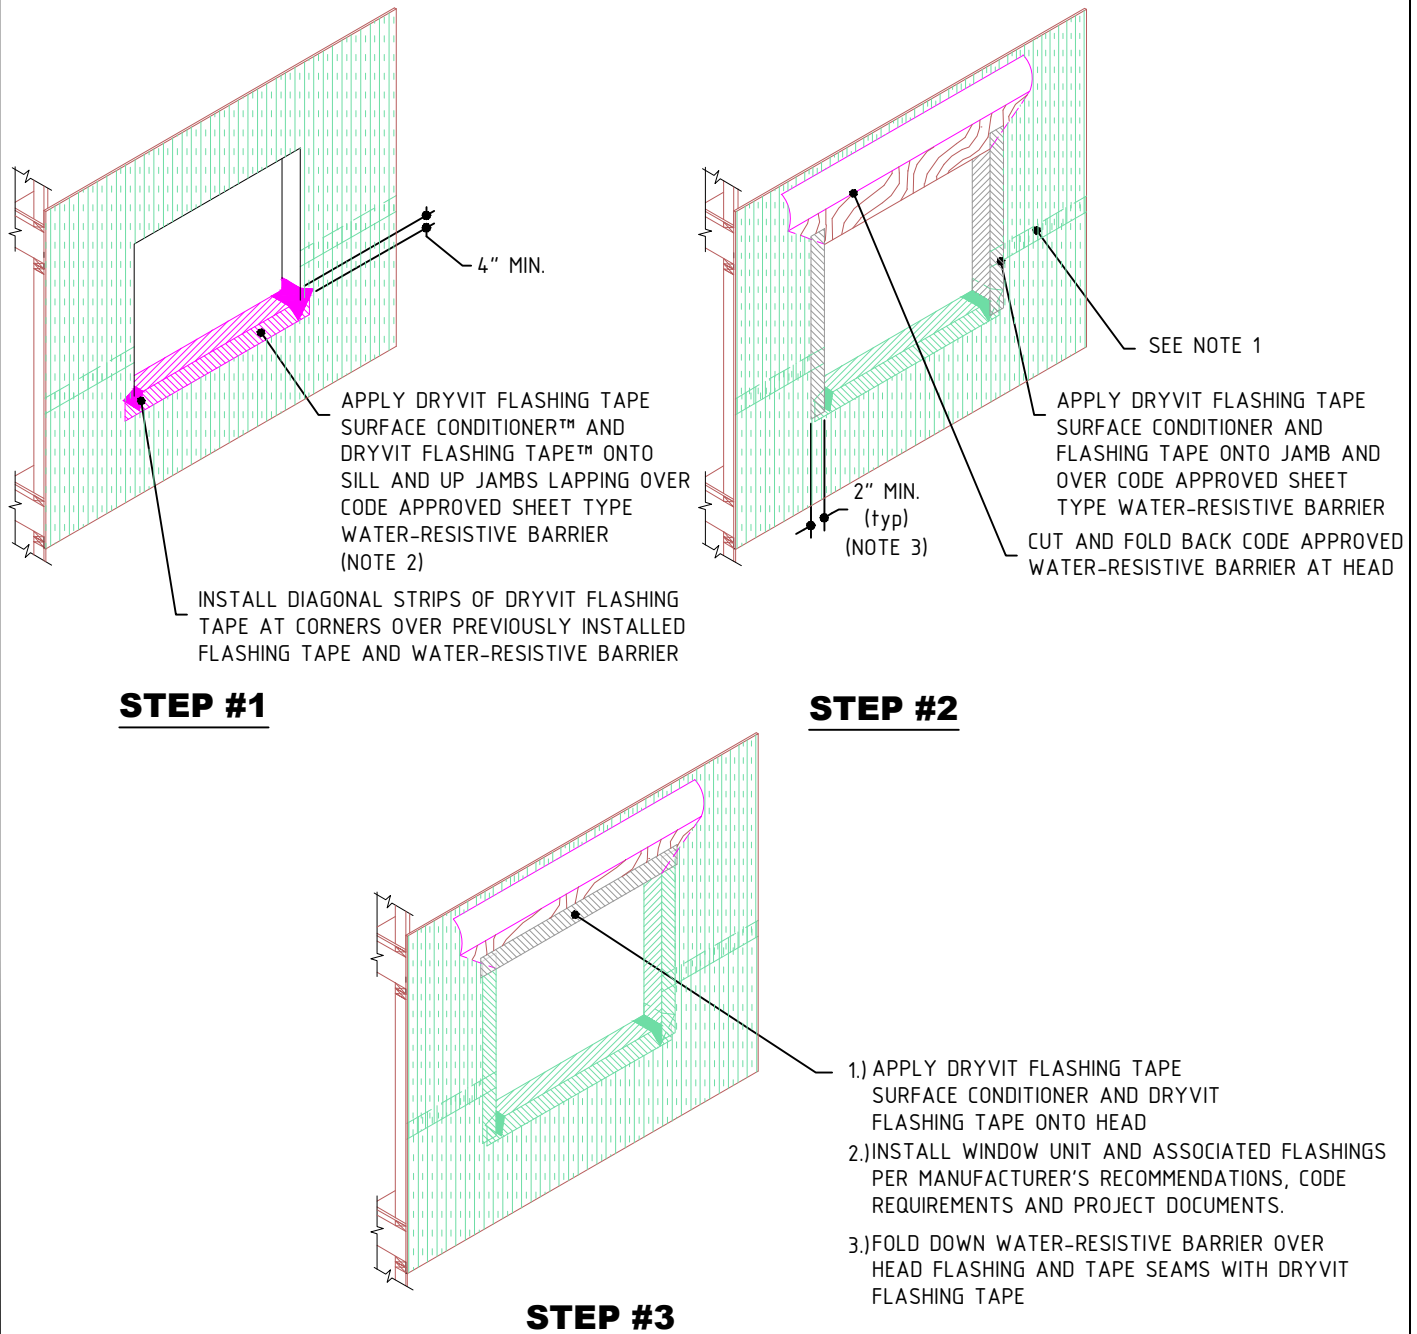 4" MIN.
APPLY DRYVIT FLASHING TAPE
SURFACE CONDITIONER™ AND
DRYVIT FLASHING TAPE™ ONTO
SILL AND UP JAMBS LAPPING OVER
CODE APPROVED SHEET TYPE
WATER-RESISTIVE BARRIER
(NOTE 2)
INSTALL DIAGONAL STRIPS OF DRYVIT FLASHING
TAPE AT CORNERS OVER PREVIOUSLY INSTALLED
FLASHING TAPE AND WATER-RESISTIVE BARRIER
STEP #1
SEE NOTE 1
APPLY DRYVIT FLASHING TAPE
SURFACE CONDITIONER AND
FLASHING TAPE ONTO JAMB AND
OVER CODE APPROVED SHEET
TYPE WATER-RESISTIVE BARRIER
2" MIN.
(typ)
(NOTE 3)
CUT AND FOLD BACK CODE APPROVED
WATER-RESISTIVE BARRIER AT HEAD
STEP #2
1.) APPLY DRYVIT FLASHING TAPE
SURFACE CONDITIONER AND DRYVIT
FLASHING TAPE ONTO HEAD
2.) INSTALL WINDOW UNIT AND ASSOCIATED FLASHINGS
PER MANUFACTURER'S RECOMMENDATIONS, CODE
REQUIREMENTS AND PROJECT DOCUMENTS.
3.) FOLD DOWN WATER-RESISTIVE BARRIER OVER
HEAD FLASHING AND TAPE SEAMS WITH DRYVIT
FLASHING TAPE
STEP #3